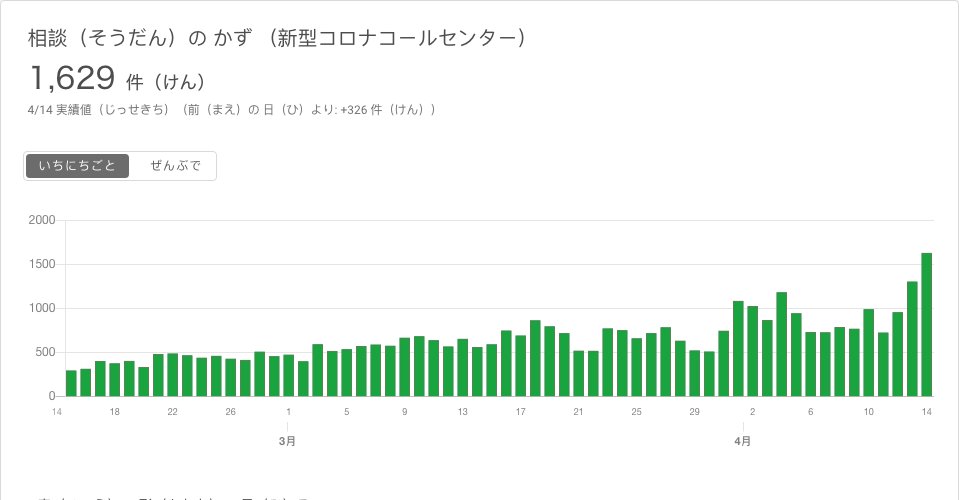 相談（そうだん）の かず （新型コロナコールセンター）
1,629 件（けん）
4/14 実績値（じっせきち）（前（まえ）の 日（ひ）より: +326 件（けん））
いちにちごと ぜんぶで
2000
1500
1000
500
0
14 18 22 26 1 5 9 13 17 21 25 29 2 6 10 14
3月 4月